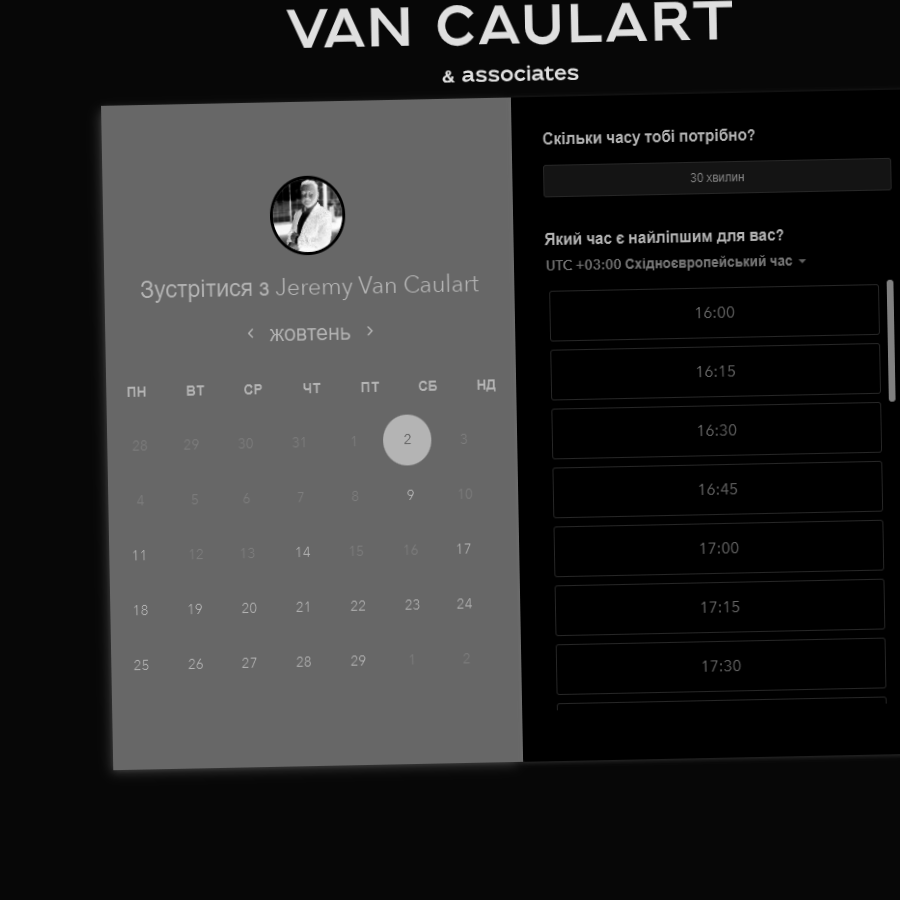 VAN CAULART
& associates
Зустрітися з Jeremy Van Caulart
жовтень
ПН ВТ СР ЧТ ПТ СБ НД
28 29 30 31 1 2 3
4 5 6 7 8 9 10
11 12 13 14 15 16 17
18 19 20 21 22 23 24
25 26 27 28 29 1 2
Скільки часу тобі потрібно?
30 хвилин
Який час є найліпшим для вас?
UTC +03:00 Східноєвропейський час
16:00
16:15
16:30
16:45
17:00
17:15
17:30